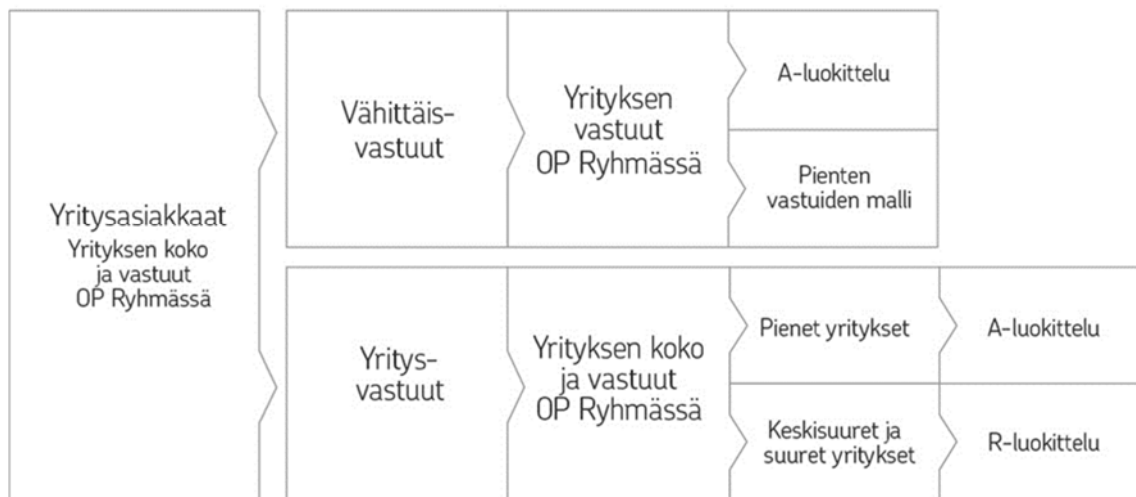 Yritysasiakkaat
Yrityksen koko
ja vastuut
OP Ryhmässä
Vähittäis-
vastuut
Yrityksen
vastuut
OP Ryhmässä
A-luokittelu
Pienten
vastuiden malli
Yritys-
vastuut
Yrityksen koko
ja vastuut
OP Ryhmässä
Pienet yritykset
A-luokittelu
Keskisuuret ja
suuret yritykset
R-luokittelu